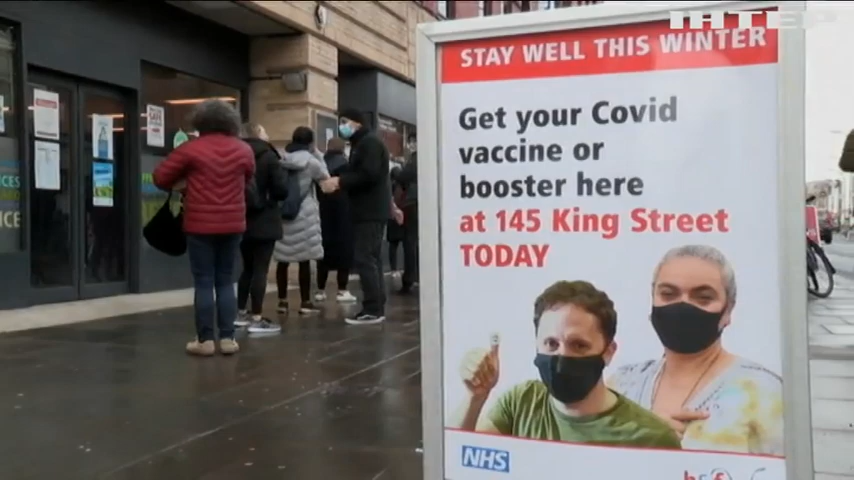 ІНТЕР
STAY WELL THIS WINTER
Get your Covid
vaccine or
booster here
at 145 King Street
TODAY
NHS